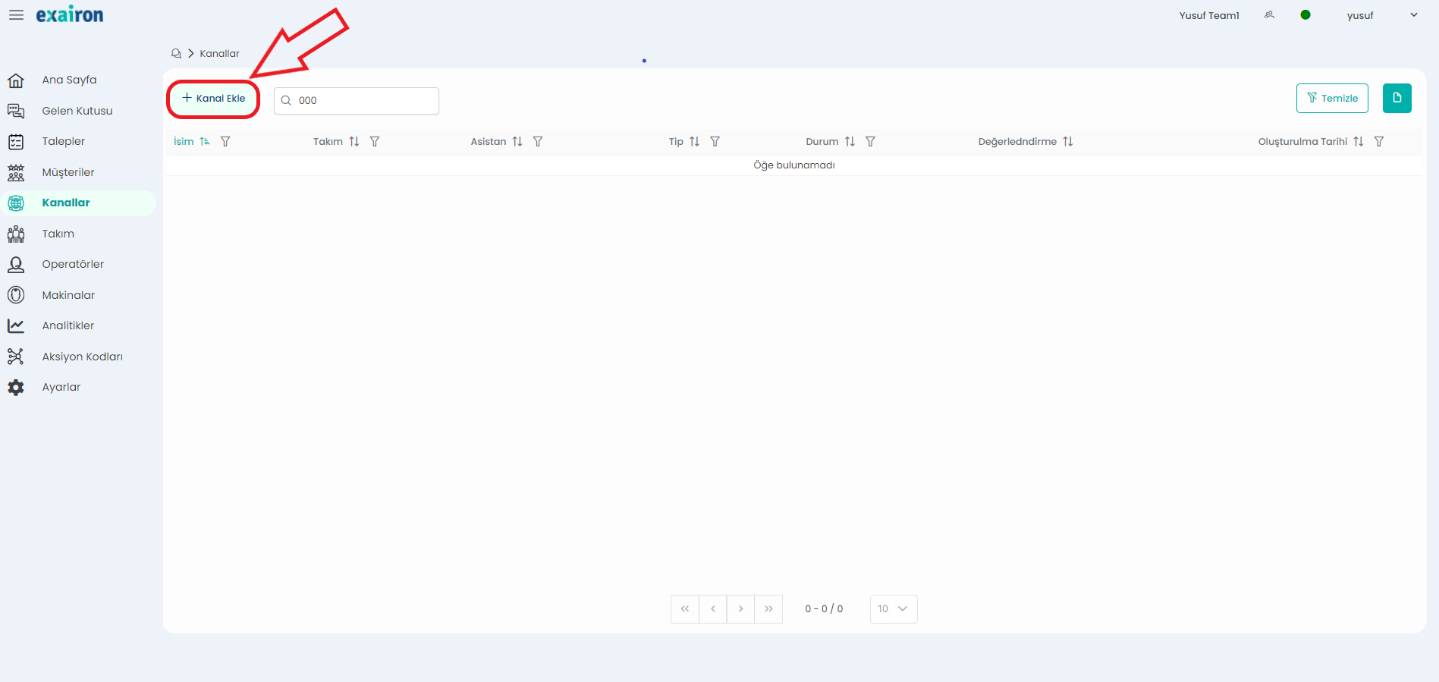 exairon
Yusuf Team1
yusuf
Kanallar
Ana Sayfa
Gelen Kutusu
Talepler
Müşteriler
Kanallar
Takım
Operatörler
Makinalar
Analitikler
Aksiyon Kodları
Ayarlar
+ Kanal Ekle
000
Temizle
İsim Takım Asistan Tip Durum Değerledndirme Oluşturulma Tarihi
Öğe bulunamadı
0 - 0 / 0
10